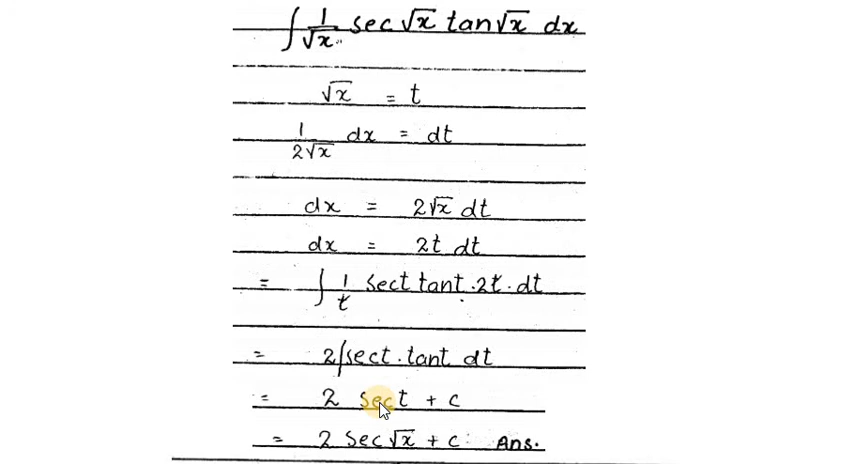 ∫ 1/√x sec √x tan √x dx
√x = t
1/2√x dx = dt
dx = 2√x dt
dx = 2t dt
= ∫ 1/t sect tant . 2t . dt
= 2∫sect . tant dt
= 2 sect + c
= 2 sec √x + c Ans.